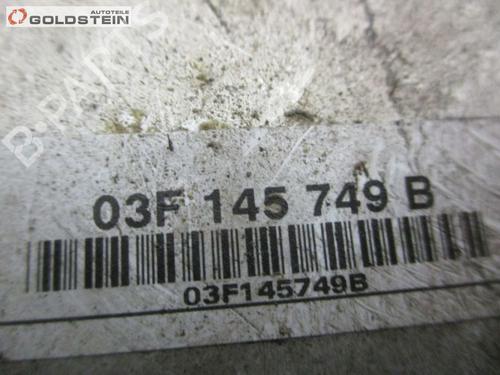 AUTOTEILE
GOLDSTEIN
B-PARTS
03F 145 749 B
03F145749B